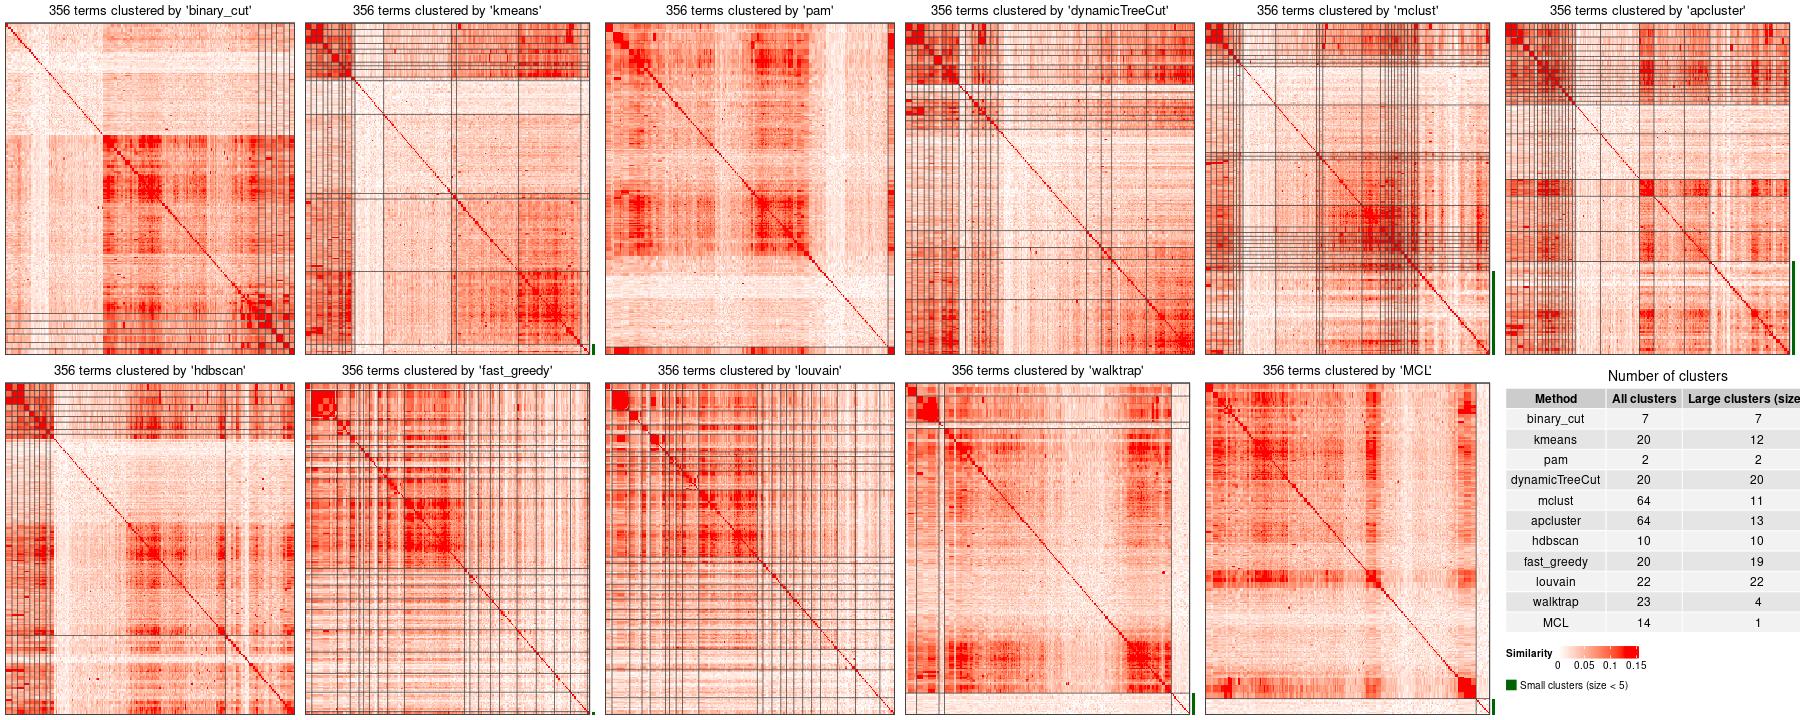 356 terms clustered by 'binary_cut'
356 terms clustered by 'kmeans'
356 terms clustered by 'pam'
356 terms clustered by 'dynamicTreeCut'
356 terms clustered by 'mclust'
356 terms clustered by 'apcluster'
356 terms clustered by 'hdbscan'
356 terms clustered by 'fast_greedy'
356 terms clustered by 'louvain'
356 terms clustered by 'walktrap'
356 terms clustered by 'MCL'
Number of clusters
Method All clusters Large clusters (size
binary_cut 7 7
kmeans 20 12
pam 2 2
dynamicTreeCut 20 20
mclust 64 11
apcluster 64 13
hdbscan 10 10
fast_greedy 20 19
louvain 22 22
walktrap 23 4
MCL 14 1
Similarity
0 0.05 0.1 0.15
Small clusters (size < 5)